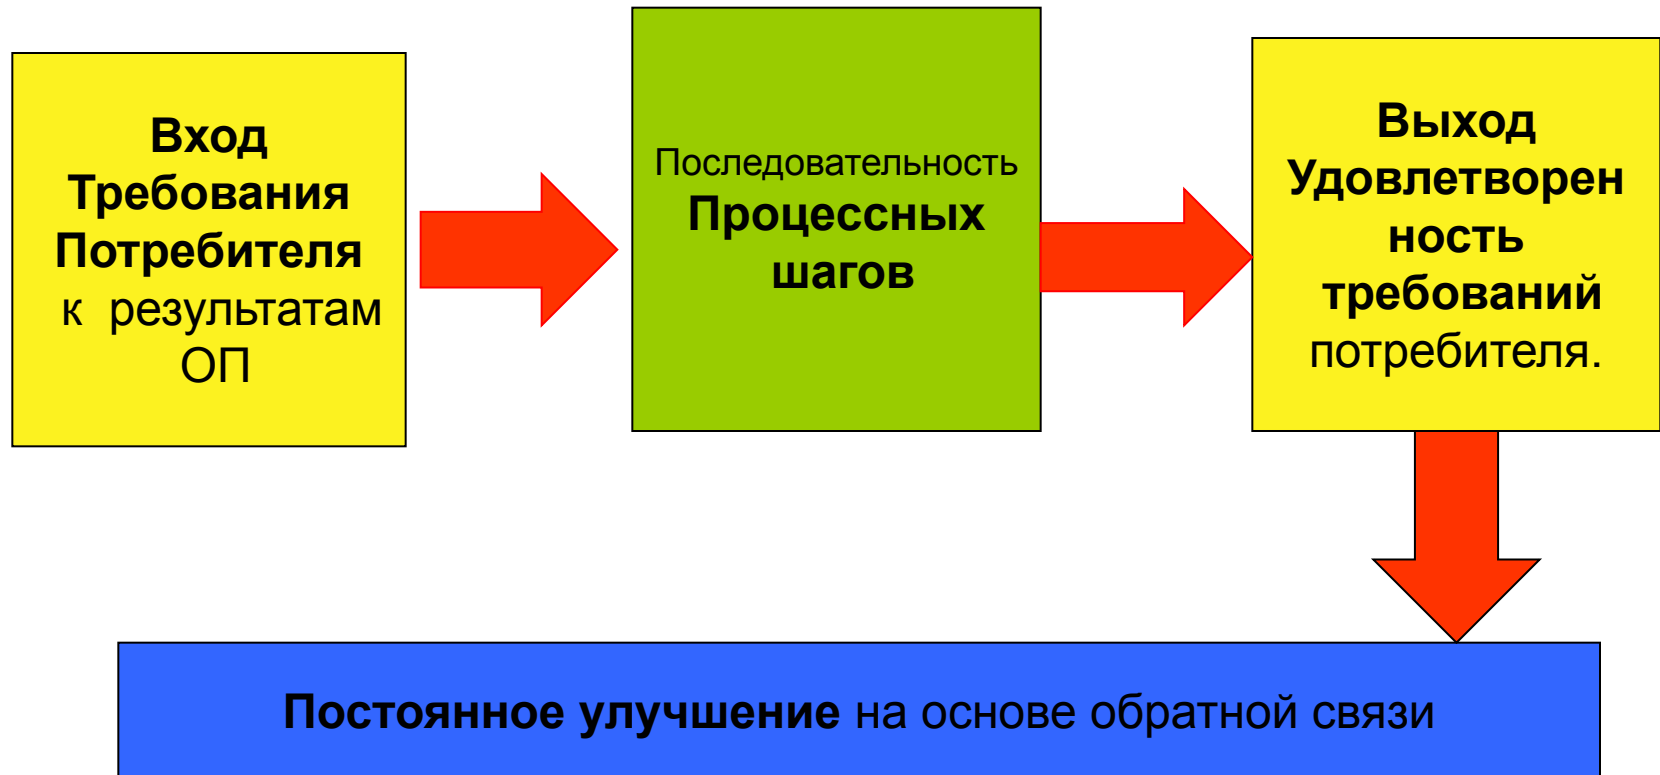 Вход
Требования
Потребителя
к результатам
ОП
Последовательность
Процессных
шагов
Выход
Удовлетворен
ность
требований
потребителя.
Постоянное улучшение на основе обратной связи